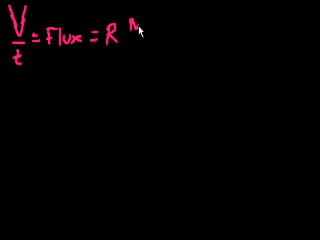 V/t = Flux = R